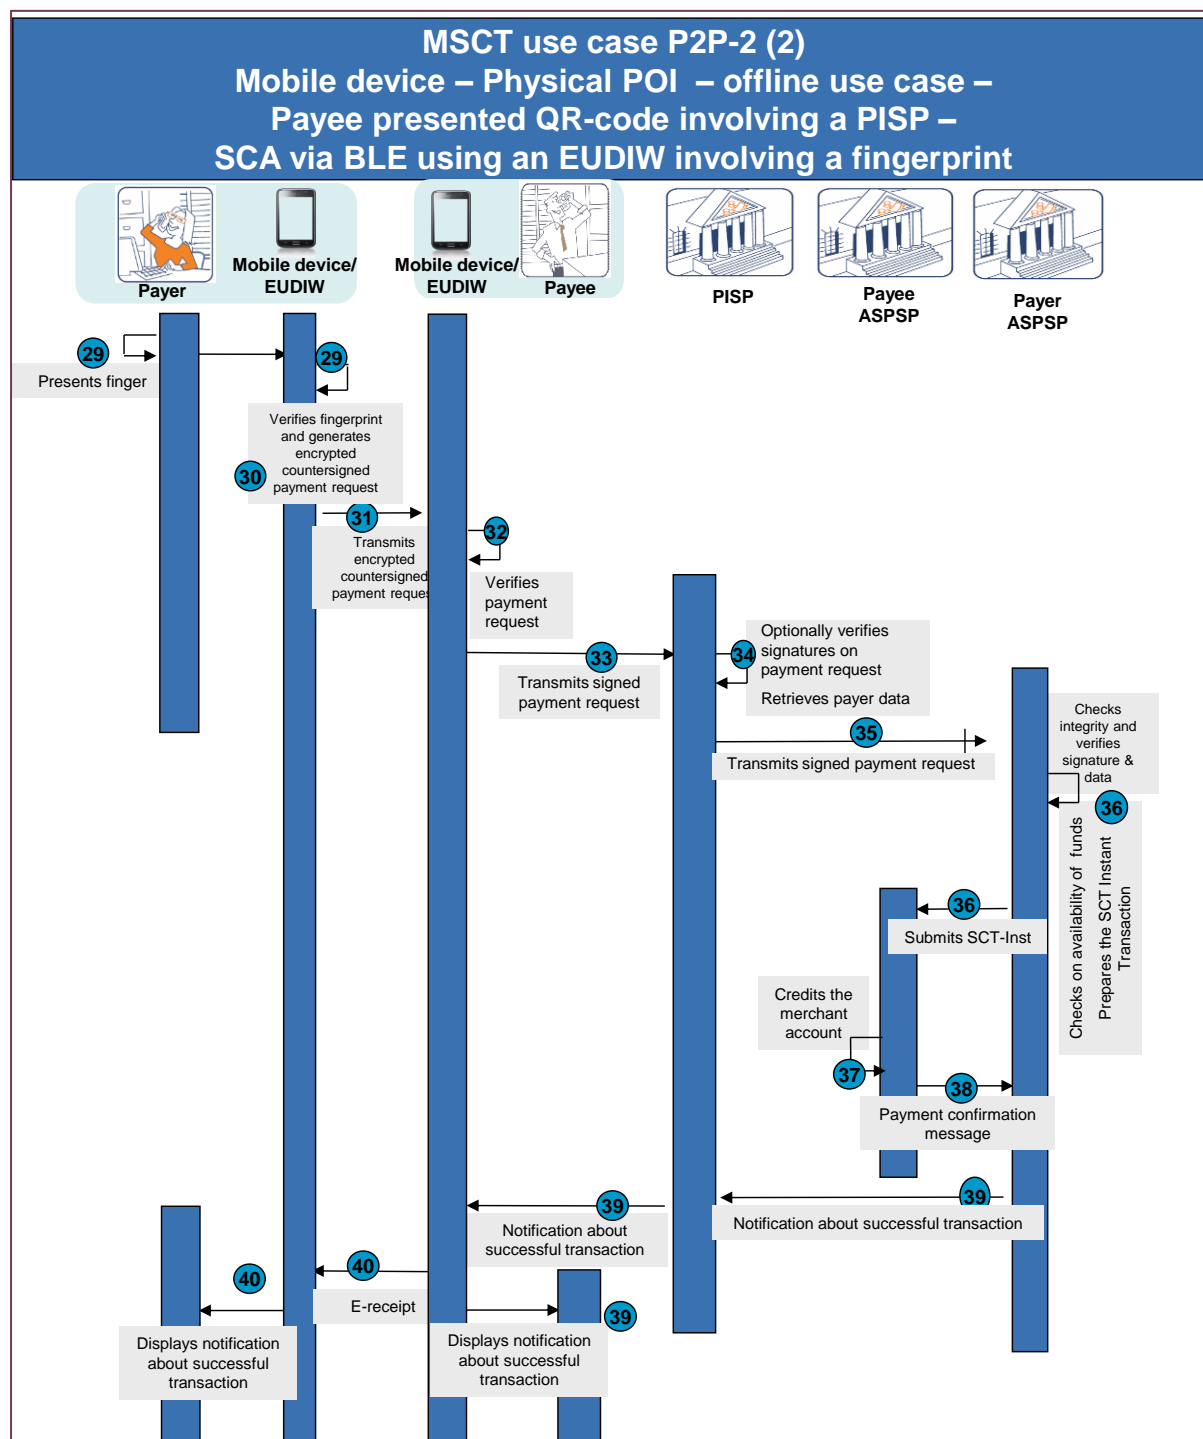 MSCT use case P2P-2 (2)
Mobile device – Physical POI – offline use case –
Payee presented QR-code involving a PISP –
SCA via BLE using an EUDIW involving a fingerprint
Payer
Mobile device/
EUDIW
Mobile device/
EUDIW
Payee
PISP
Payee
ASPSP
Payer
ASPSP
29
Presents finger
29
Verifies fingerprint
and generates
encrypted
countersigned
payment request
30
31
Transmits
encrypted
countersigned
payment request
32
Verifies
payment
request
33
Transmits signed
payment request
34
Optionally verifies
signatures on
payment request
Retrieves payer data
35
Transmits signed payment request
Checks
integrity and
verifies
signature &
data
36
Checks on availability of funds
Prepares the SCT Instant
Transaction
36
Submits SCT-Inst
Credits the
merchant
account
37
38
Payment confirmation
message
39
Notification about successful transaction
39
Notification about
successful transaction
40
E-receipt
40
Displays notification
about successful
transaction
39
Displays notification
about successful
transaction